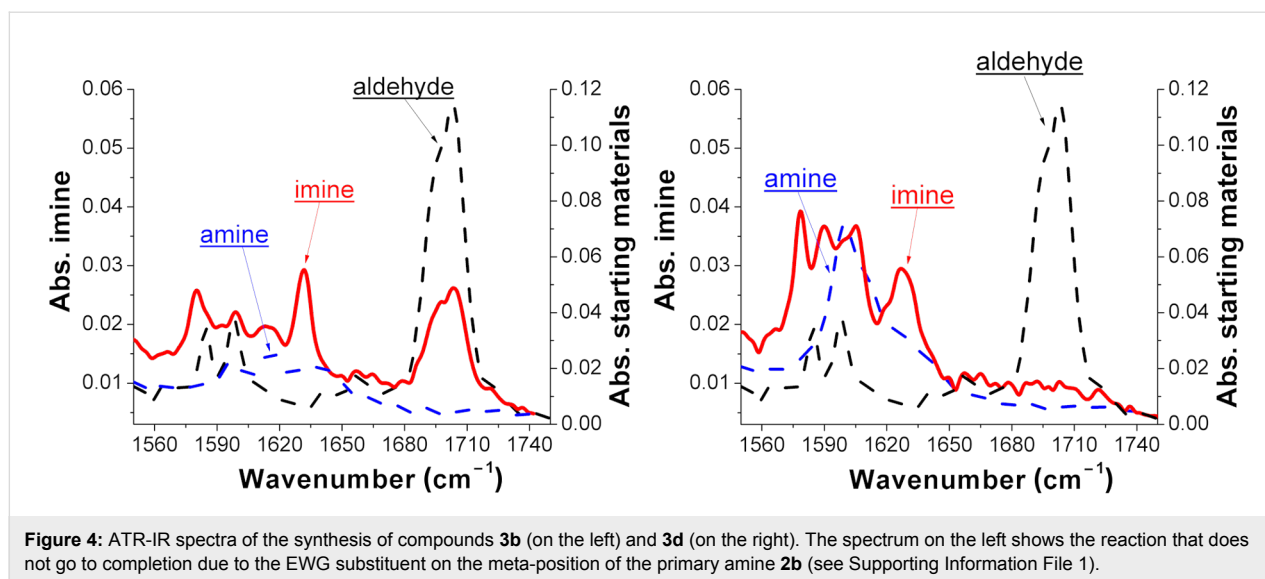 aldehyde
0.06
0.05
0.04
0.03
0.02
0.01
Abs. imine
imine
amine
0.12
0.10
0.08
0.06
0.04
0.02
0.00
Abs. starting materials
1560 1590 1620 1650 1680 1710 1740
Wavenumber (cm⁻¹)
aldehyde
0.06
0.05
0.04
0.03
0.02
0.01
Abs. imine
amine
imine
0.12
0.10
0.08
0.06
0.04
0.02
0.00
Abs. starting materials
1560 1590 1620 1650 1680 1710 1740
Wavenumber (cm⁻¹)
Figure 4: ATR-IR spectra of the synthesis of compounds 3b (on the left) and 3d (on the right). The spectrum on the left shows the reaction that does
not go to completion due to the EWG substituent on the meta-position of the primary amine 2b (see Supporting Information File 1).